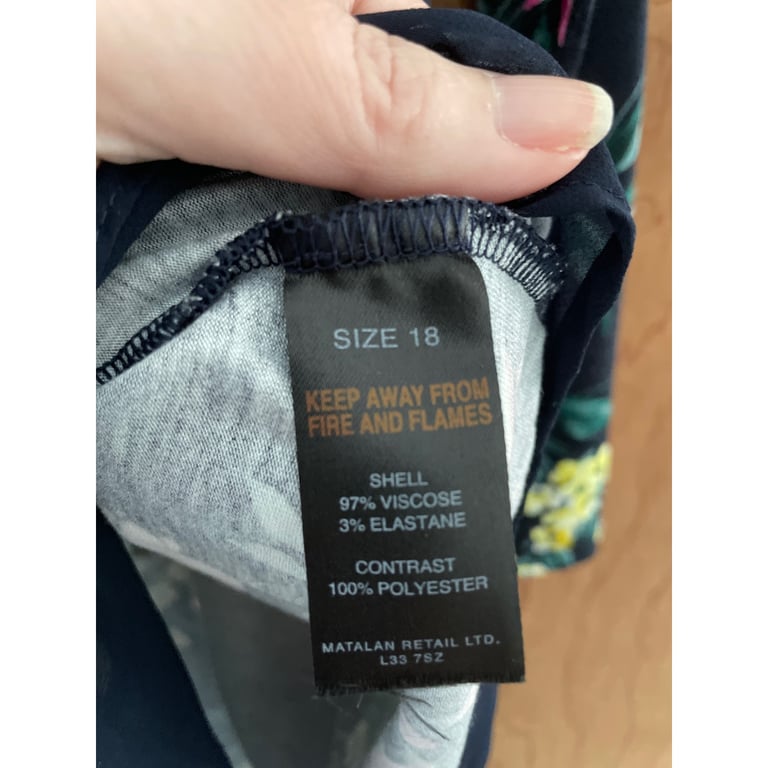 SIZE 18
KEEP AWAY FROM
FIRE AND FLAMES
SHELL
97% VISCOSE
3% ELASTANE
CONTRAST
100% POLYESTER
MATALAN RETAIL LTD.
L33 7SZ